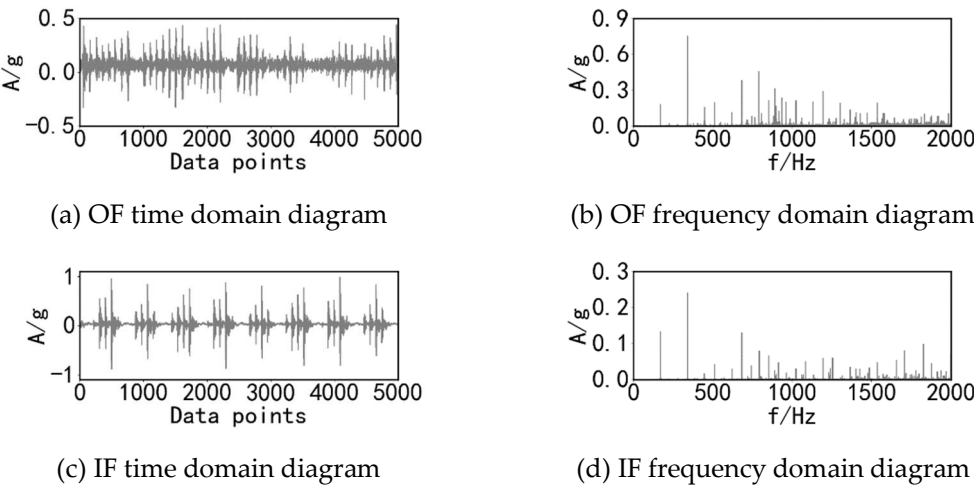 0.5
0.0
-0.5
A/g
0 1000 2000 3000 4000 5000
Data points
(a) OF time domain diagram
0.9
0.6
0.3
0.0
A/g
0 500 1000 1500 2000
f/Hz
(b) OF frequency domain diagram
1
0
-1
A/g
0 1000 2000 3000 4000 5000
Data points
(c) IF time domain diagram
0.3
0.2
0.1
0.0
A/g
0 500 1000 1500 2000
f/Hz
(d) IF frequency domain diagram